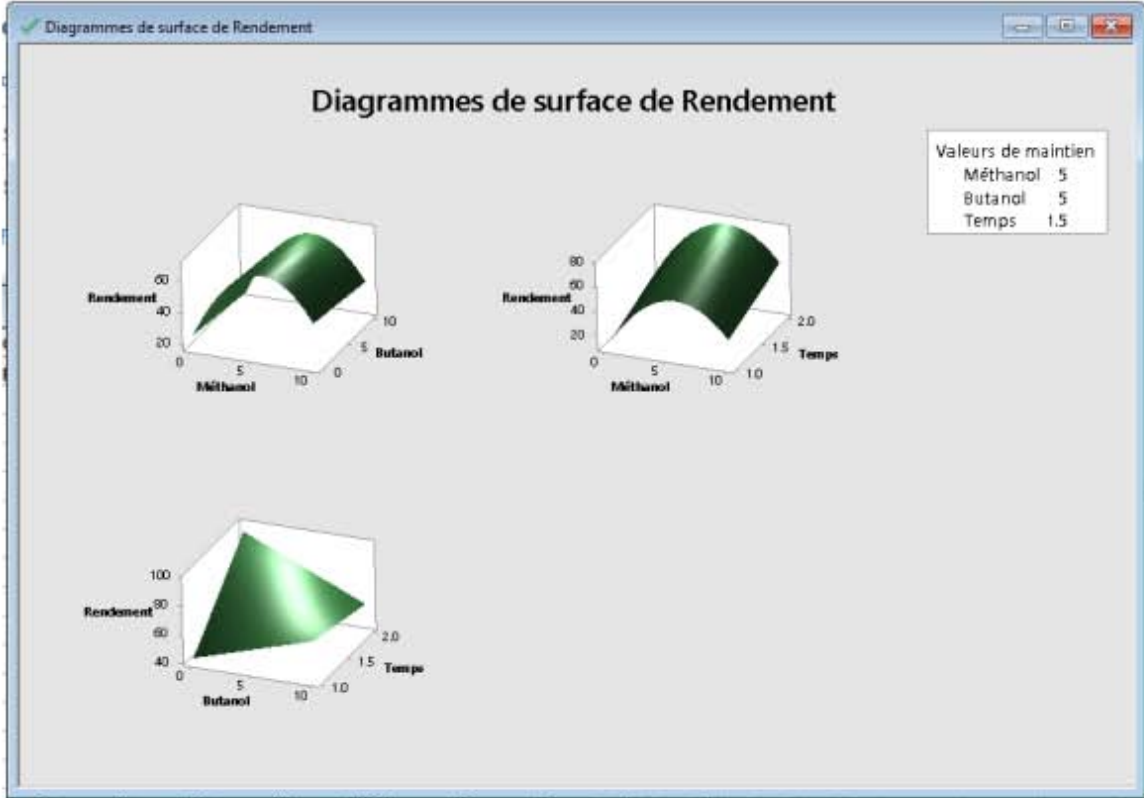 Diagrammes de surface de Rendement
Diagrammes de surface de Rendement
Valeurs de maintien
Méthanol 5
Butanol 5
Temps 1.5
Rendement
60
40
20
0
5
10
Méthanol
0
5
10
Butanol
Rendement
80
60
40
20
0
5
10
Méthanol
1.0
1.5
2.0
Temps
Rendement
100
80
60
40
0
5
10
Butanol
1.0
1.5
2.0
Temps